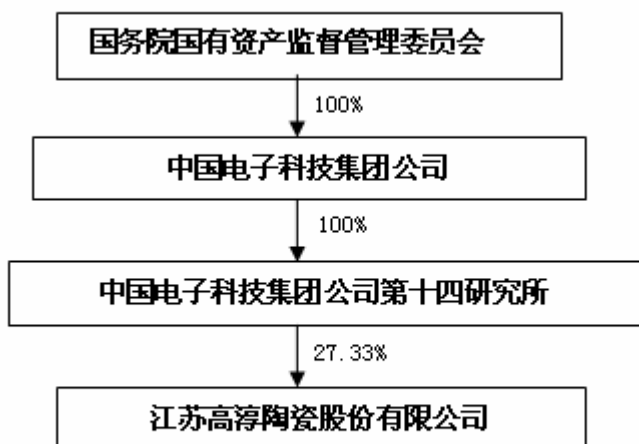 国务院国有资产监督管理委员会
100%
中国电子科技集团公司
100%
中国电子科技集团公司第十四研究所
27.33%
江苏高淳陶瓷股份有限公司